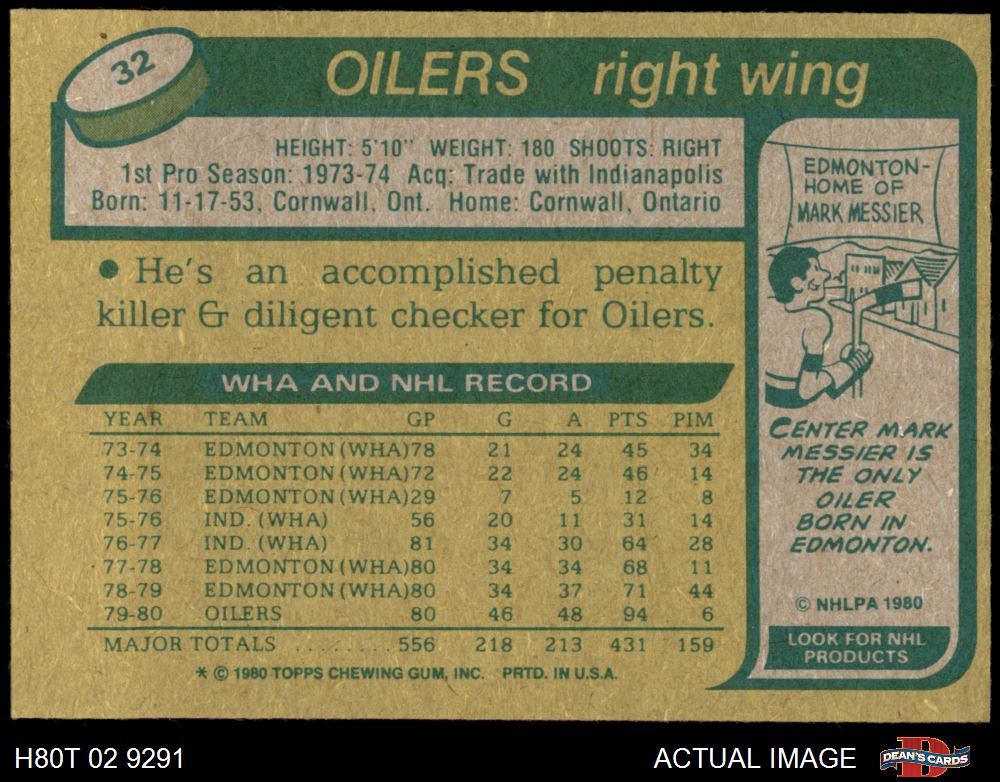 32
OILERS right wing
HEIGHT: 5'10" WEIGHT: 180 SHOOTS: RIGHT
1st Pro Season: 1973-74 Acq: Trade with Indianapolis
Born: 11-17-53, Cornwall, Ont. Home: Cornwall, Ontario
• He's an accomplished penalty
killer & diligent checker for Oilers.
WHA AND NHL RECORD
YEAR TEAM GP G A PTS PIM
73-74 EDMONTON (WHA) 78 21 24 45 34
74-75 EDMONTON (WHA) 72 22 24 46 14
75-76 EDMONTON (WHA) 29 7 5 12 8
75-76 IND. (WHA) 56 20 11 31 14
76-77 IND. (WHA) 81 34 30 64 28
77-78 EDMONTON (WHA) 80 34 34 68 11
78-79 EDMONTON (WHA) 80 34 37 71 44
79-80 OILERS 80 46 48 94 6
MAJOR TOTALS ........ 556 218 213 431 159
* © 1980 TOPPS CHEWING GUM, INC. PRTD. IN U.S.A.
EDMONTON-
HOME OF
MARK MESSIER
CENTER MARK
MESSIER IS
THE ONLY
OILER
BORN IN
EDMONTON.
© NHLPA 1980
LOOK FOR NHL
PRODUCTS
H80T 02 9291
ACTUAL IMAGE
DEAN'S CARDS